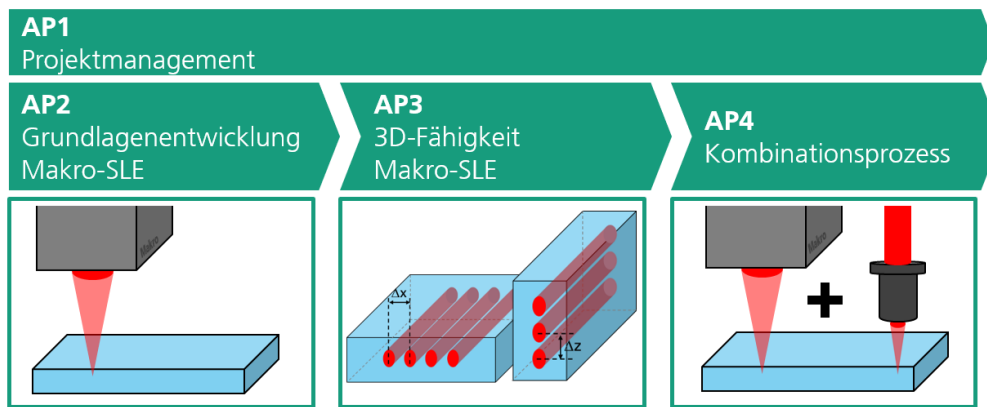 AP1
Projektmanagement
AP2
Grundlagenentwicklung
Makro-SLE
AP3
3D-Fähigkeit
Makro-SLE
AP4
Kombinationsprozess
Makro
Δx
Δz
Makro
+